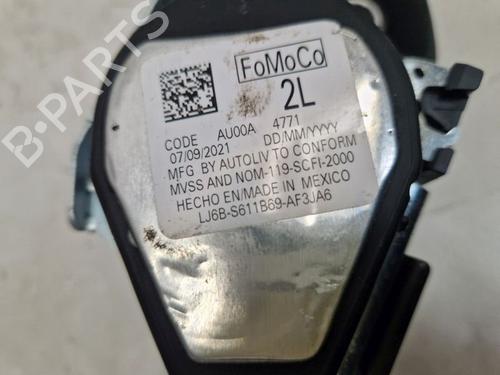 FoMoCo
2L
CODE AU00A 4771
07/09/2021 DD/MM/YYYY
MFG BY AUTOLIV TO CONFORM
MVSS AND NOM-119-SCFI-2000
HECHO EN/MADE IN MEXICO
LJ6B-S611B69-AF3JA6
B-PARTS